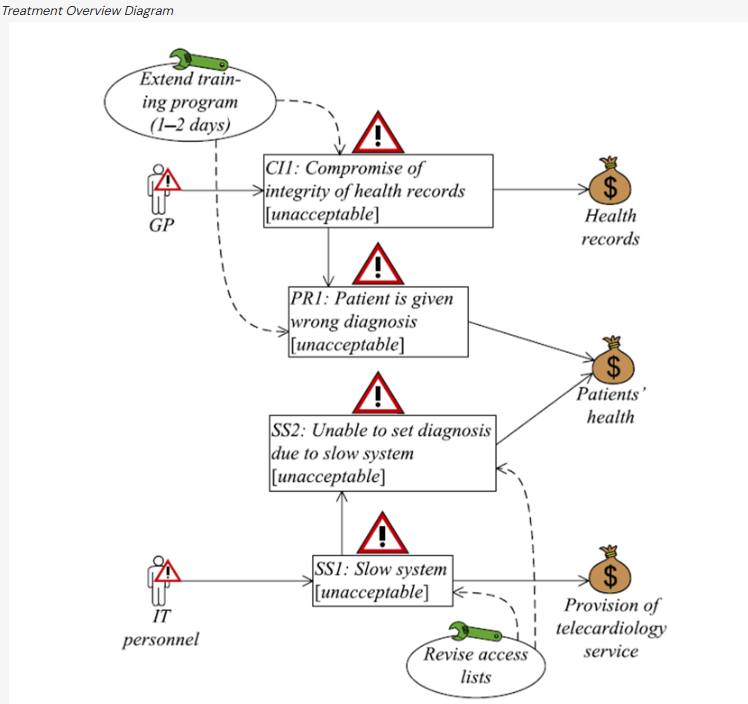 Treatment Overview Diagram
Extend train-
ing program
(1–2 days)
!
!
CI1: Compromise of
integrity of health records
[unacceptable]
$
GP
Health
records
!
PR1: Patient is given
wrong diagnosis
[unacceptable]
$
Patients’
health
!
SS2: Unable to set diagnosis
due to slow system
[unacceptable]
!
!
SS1: Slow system
[unacceptable]
$
IT
personnel
Provision of
telecardiology
service
Revise access
lists